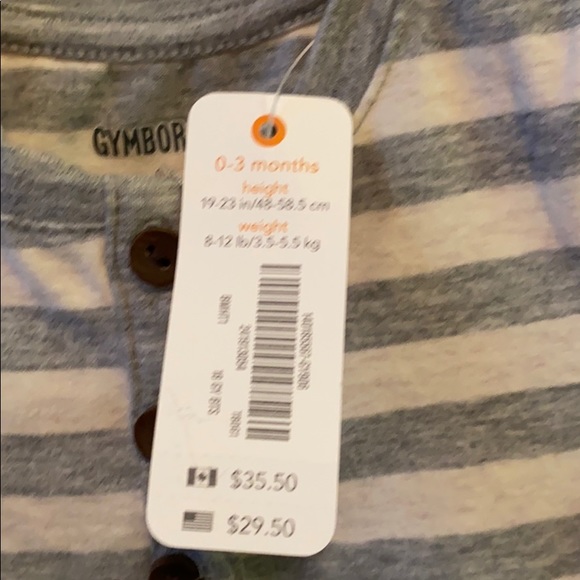 GYMBOR
0-3 months
height
19-23 in/48-58.5 cm
weight
8-12 lb/3.5-5.5 kg
$35.50
$29.50